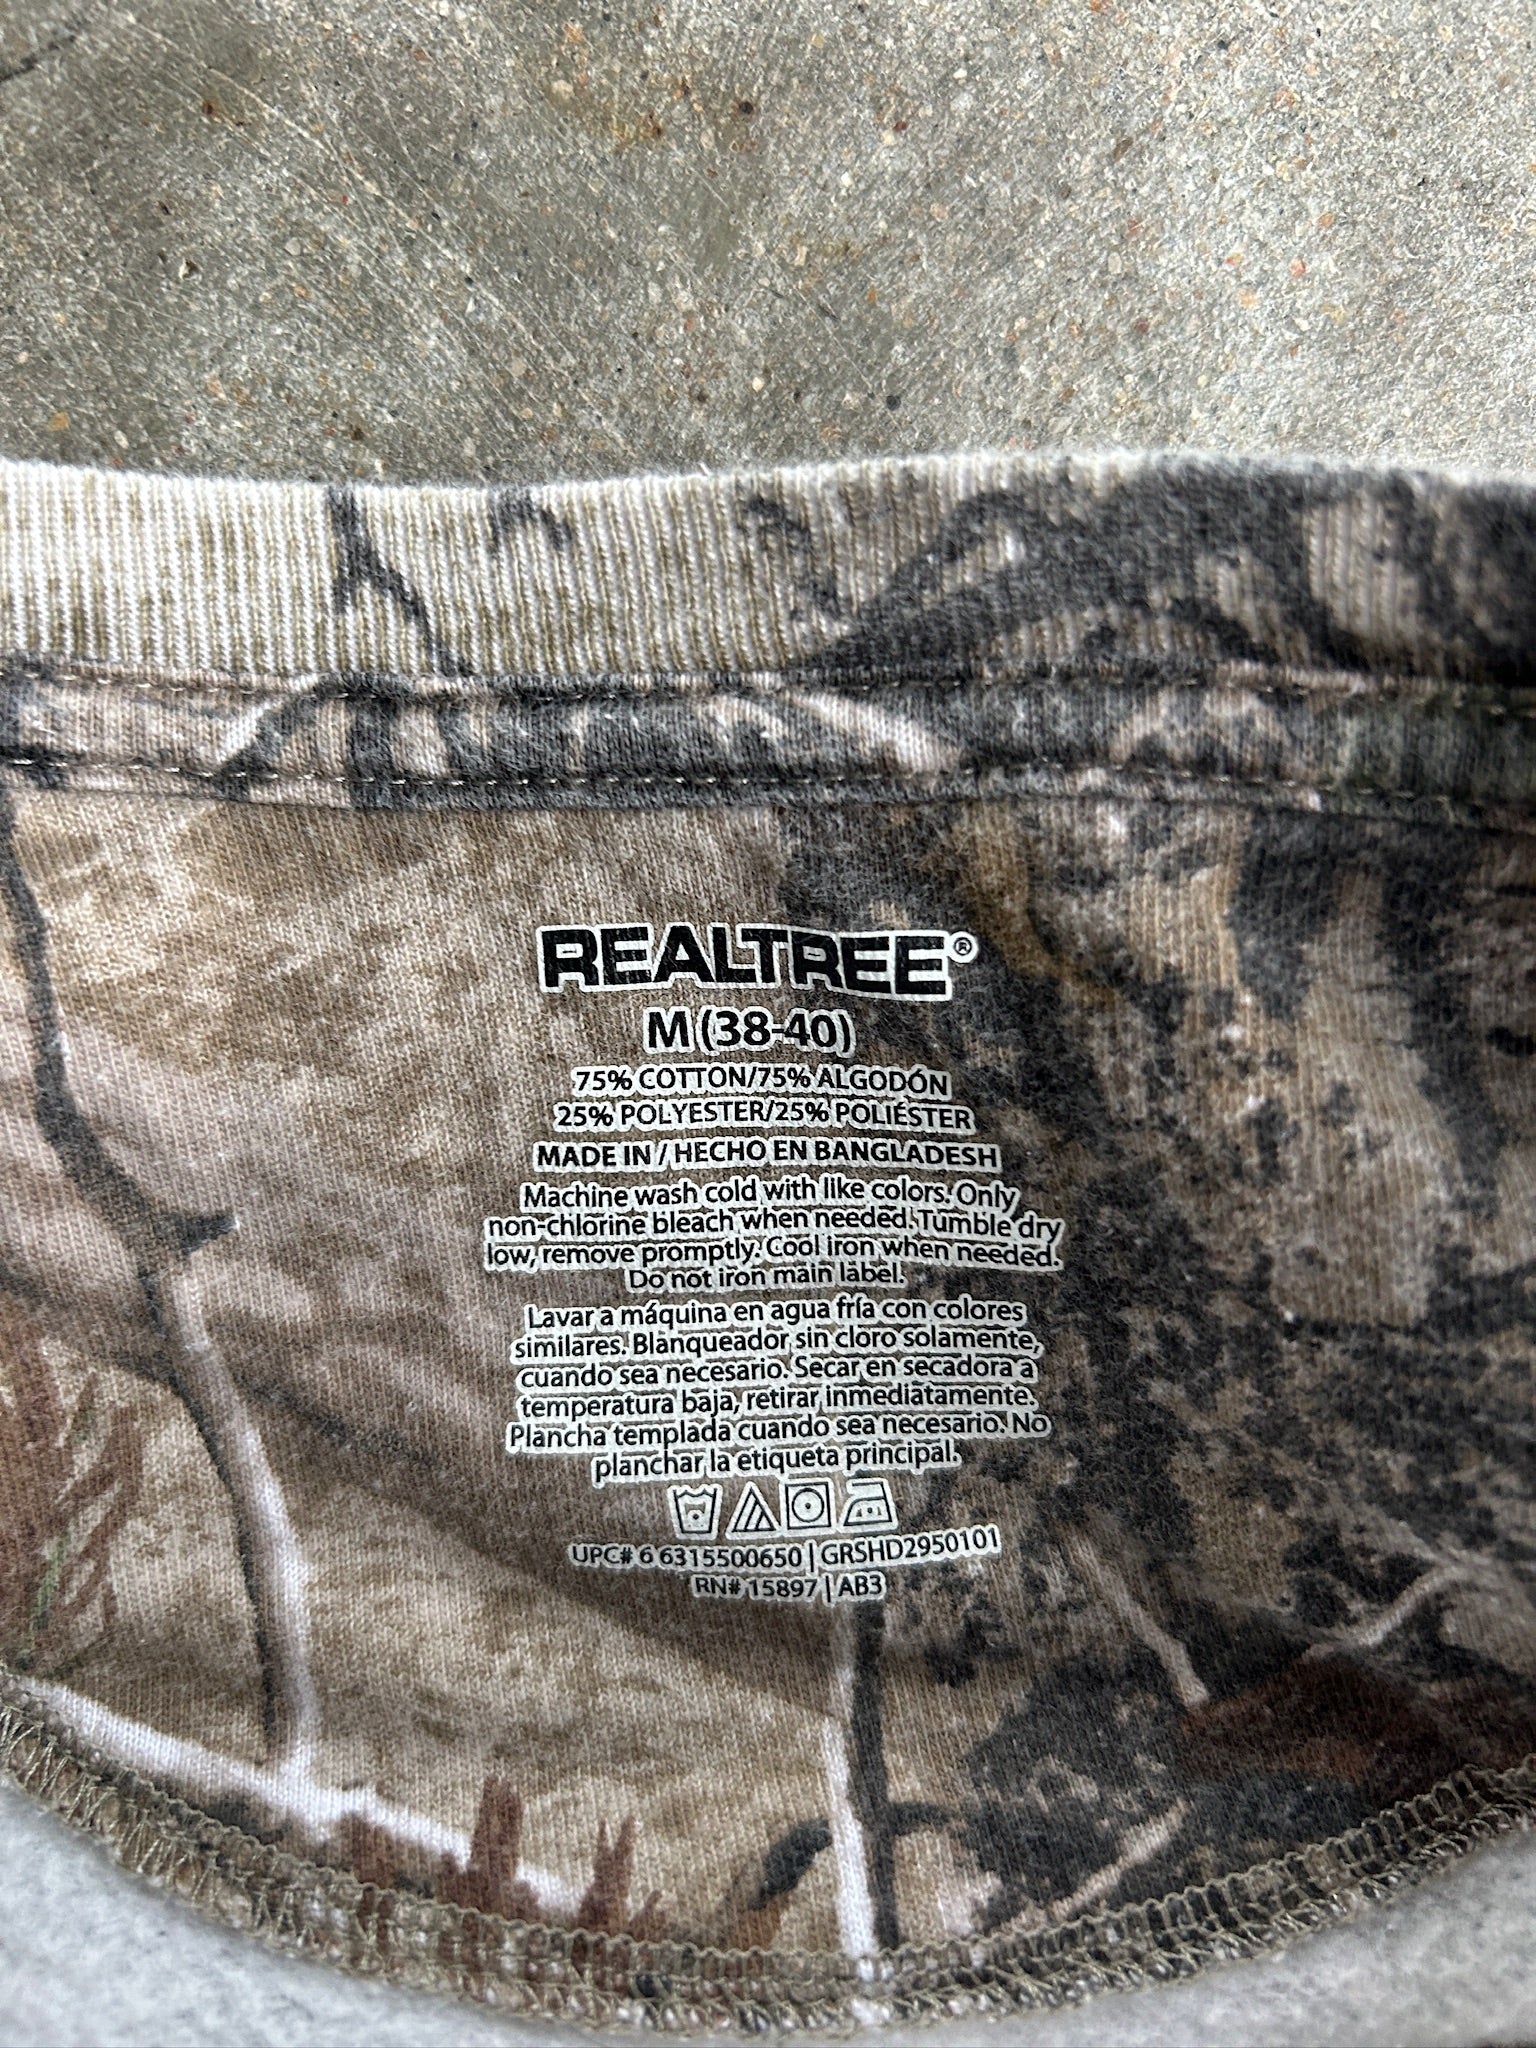 REALTREE®
M (38-40)
75% COTTON/75% ALGODÓN
25% POLYESTER/25% POLIÉSTER
MADE IN / HECHO EN BANGLADESH
Machine wash cold with like colors. Only
non-chlorine bleach when needed. Tumble dry
low, remove promptly. Cool iron when needed.
Do not iron main label.
Lavar a máquina en agua fría con colores
similares. Blanqueador sin cloro solamente,
cuando sea necesario. Secar en secadora a
temperatura baja, retirar inmediatamente.
Plancha templada cuando sea necesario. No
planchar la etiqueta principal.
UPC# 6 6315500650 | GRSHD2950101
RN# 15897 | AB3